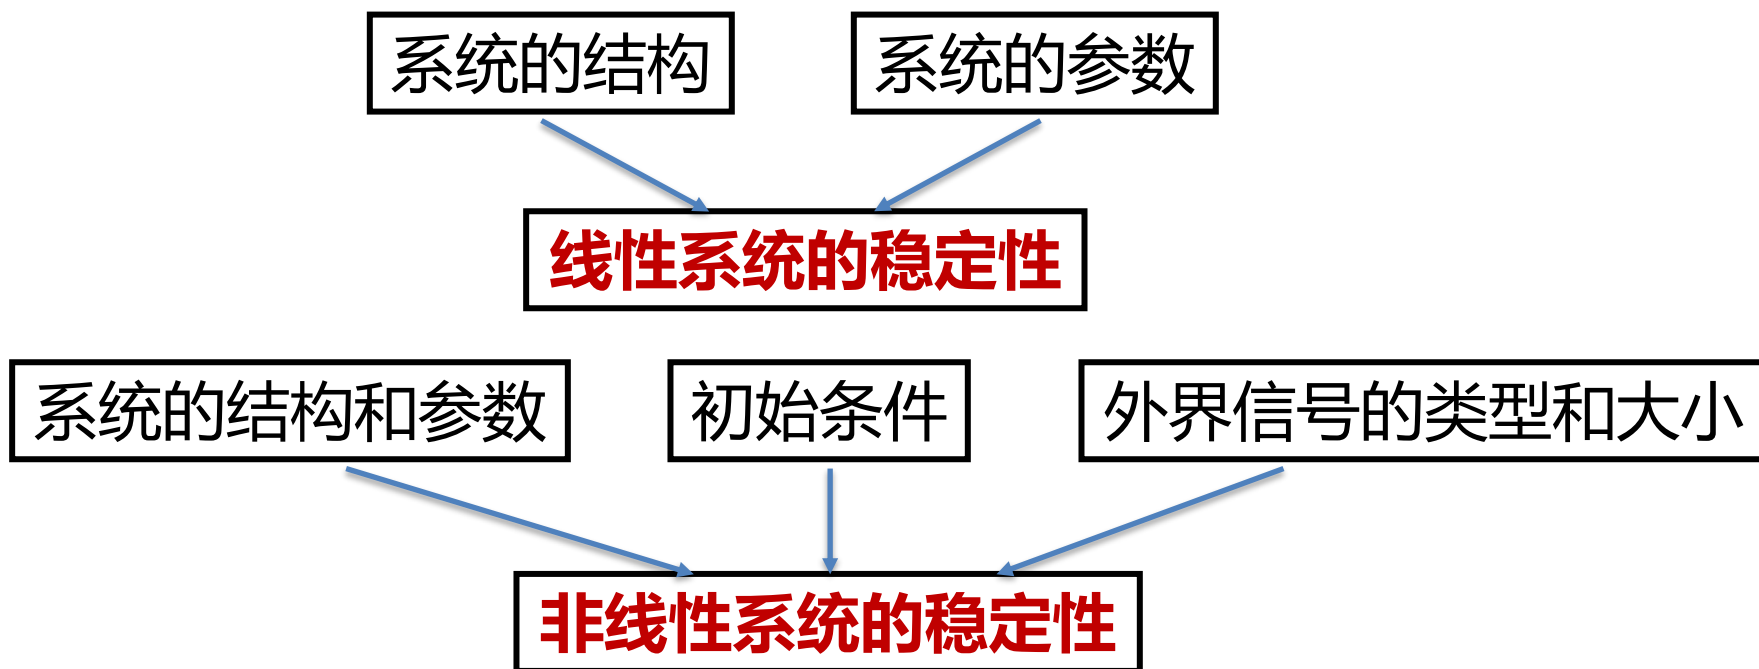 系统的结构
系统的参数
线性系统的稳定性
系统的结构和参数
初始条件
外界信号的类型和大小
非线性系统的稳定性